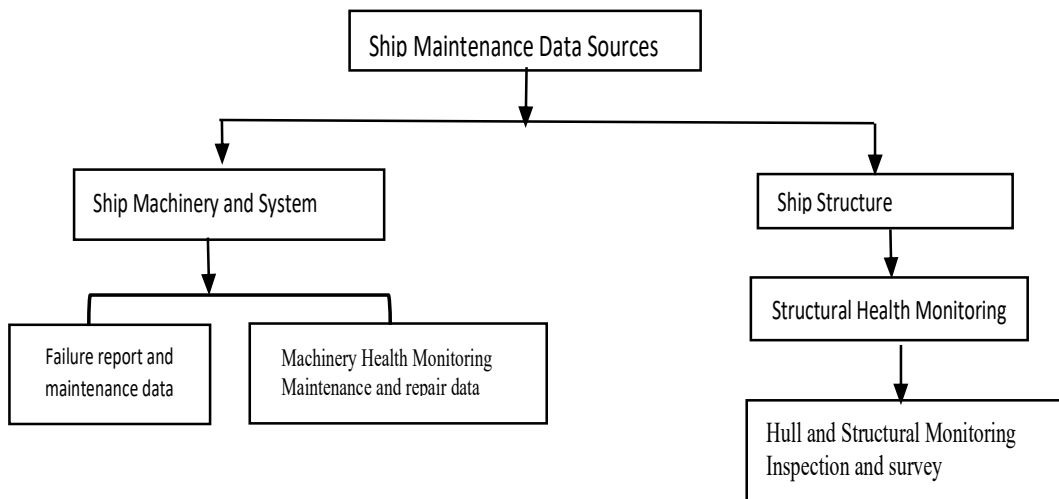 Ship Maintenance Data Sources
Ship Machinery and System
Ship Structure
Structural Health Monitoring
Failure report and
maintenance data
Machinery Health Monitoring
Maintenance and repair data
Hull and Structural Monitoring
Inspection and survey